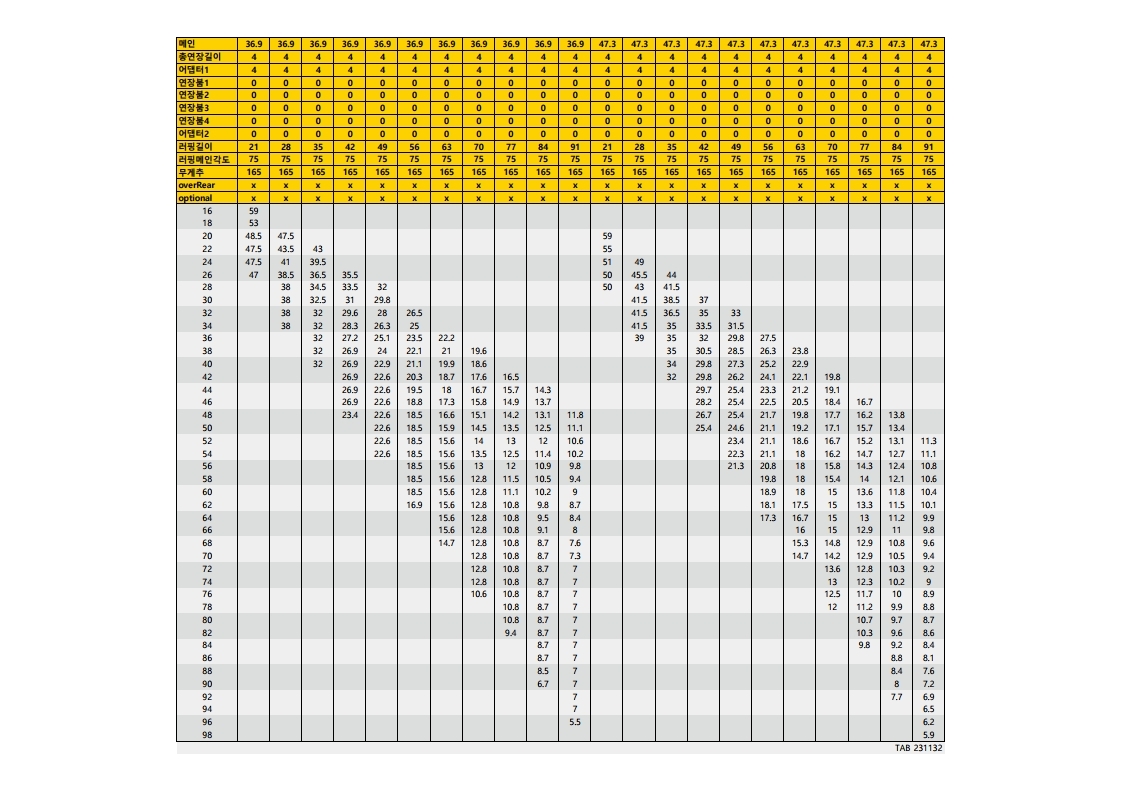 메인 36.9 36.9 36.9 36.9 36.9 36.9 36.9 36.9 36.9 36.9 36.9 47.3 47.3 47.3 47.3 47.3 47.3 47.3 47.3 47.3 47.3 47.3
총연장길이 4 4 4 4 4 4 4 4 4 4 4 4 4 4 4 4 4 4 4 4 4 4
어댑터1 4 4 4 4 4 4 4 4 4 4 4 4 4 4 4 4 4 4 4 4 4 4
연장붐1 0 0 0 0 0 0 0 0 0 0 0 0 0 0 0 0 0 0 0 0 0 0
연장붐2 0 0 0 0 0 0 0 0 0 0 0 0 0 0 0 0 0 0 0 0 0 0
연장붐3 0 0 0 0 0 0 0 0 0 0 0 0 0 0 0 0 0 0 0 0 0 0
연장붐4 0 0 0 0 0 0 0 0 0 0 0 0 0 0 0 0 0 0 0 0 0 0
어댑터2 0 0 0 0 0 0 0 0 0 0 0 0 0 0 0 0 0 0 0 0 0 0
러핑길이 21 28 35 42 49 56 63 70 77 84 91 21 28 35 42 49 56 63 70 77 84 91
러핑메인각도 75 75 75 75 75 75 75 75 75 75 75 75 75 75 75 75 75 75 75 75 75 75
무게추 165 165 165 165 165 165 165 165 165 165 165 165 165 165 165 165 165 165 165 165 165 165
overRear x x x x x x x x x x x x x x x x x x x x x x
optional x x x x x x x x x x x x x x x x x x x x x x
16 59
18 53
20 48.5 47.5 59
22 47.5 43.5 43 55
24 47.5 41 39.5 51 49
26 47 38.5 36.5 35.5 50 45.5 44
28 38 34.5 33.5 32 50 43 41.5
30 38 32.5 31 29.8 41.5 38.5 37
32 38 32 29.6 28 26.5 41.5 36.5 35 33
34 38 32 28.3 26.3 25 41.5 35 33.5 31.5
36 32 27.2 25.1 23.5 22.2 39 35 32 29.8 27.5
38 32 26.9 24 22.1 21 19.6 35 30.5 28.5 26.3 23.8
40 32 26.9 22.9 21.1 19.9 18.6 34 29.8 27.3 25.2 22.9
42 26.9 22.6 20.3 18.7 17.6 16.5 32 29.8 26.2 24.1 22.1 19.8
44 26.9 22.6 19.5 18 16.7 15.7 14.3 29.7 25.4 23.3 21.2 19.1
46 26.9 22.6 18.8 17.3 15.8 14.9 13.7 28.2 25.4 22.5 20.5 18.4 16.7
48 23.4 22.6 18.5 16.6 15.1 14.2 13.1 11.8 26.7 25.4 21.7 19.8 17.7 16.2 13.8
50 22.6 18.5 15.9 14.5 13.5 12.5 11.1 25.4 24.6 21.1 19.2 17.1 15.7 13.4
52 22.6 18.5 15.6 14 13 12 10.6 23.4 21.1 18.6 16.7 15.2 13.1 11.3
54 22.6 18.5 15.6 13.5 12.5 11.4 10.2 22.3 21.1 18 16.2 14.7 12.7 11.1
56 18.5 15.6 13 12 10.9 9.8 21.3 20.8 18 15.8 14.3 12.4 10.8
58 18.5 15.6 12.8 11.5 10.5 9.4 19.8 18 15.4 14 12.1 10.6
60 18.5 15.6 12.8 11.1 10.2 9 18.9 18 15 13.6 11.8 10.4
62 16.9 15.6 12.8 10.8 9.8 8.7 18.1 17.5 15 13.3 11.5 10.1
64 15.6 12.8 10.8 9.5 8.4 17.3 16.7 15 13 11.2 9.9
66 15.6 12.8 10.8 9.1 8 16 15 12.9 11 9.8
68 14.7 12.8 10.8 8.7 7.6 15.3 14.8 12.9 10.8 9.6
70 12.8 10.8 8.7 7.3 14.7 14.2 12.9 10.5 9.4
72 12.8 10.8 8.7 7 13.6 12.8 10.3 9.2
74 12.8 10.8 8.7 7 13 12.3 10.2 9
76 10.6 10.8 8.7 7 12.5 11.7 10 8.9
78 10.8 8.7 7 12 11.2 9.9 8.8
80 10.8 8.7 7 10.7 9.7 8.7
82 9.4 8.7 7 10.3 9.6 8.6
84 8.7 7 9.8 9.2 8.4
86 8.7 7 8.8 8.1
88 8.5 7 8.4 7.6
90 6.7 7 8 7.2
92 7 7.7 6.9
94 7 6.5
96 5.5 6.2
98 5.9
TAB 231132